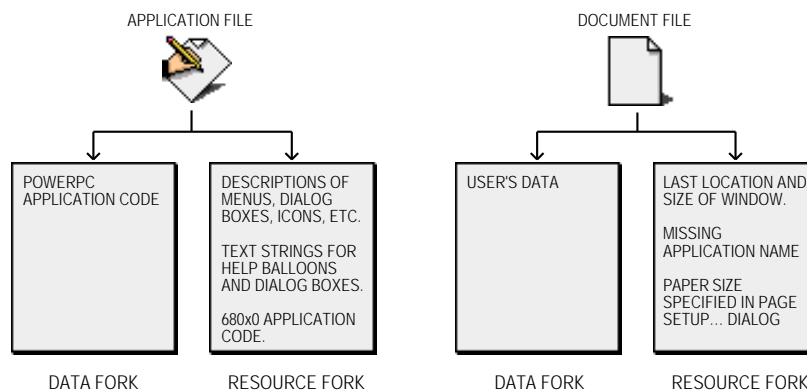 APPLICATION FILE
DOCUMENT FILE
POWERPC
APPLICATION CODE
DESCRIPTIONS OF
MENUS, DIALOG
BOXES, ICONS, ETC.
TEXT STRINGS FOR
HELP BALLOONS
AND DIALOG BOXES.
680x0 APPLICATION
CODE.
USER'S DATA
LAST LOCATION AND
SIZE OF WINDOW.
MISSING
APPLICATION NAME
PAPER SIZE
SPECIFIED IN PAGE
SETUP... DIALOG
DATA FORK
RESOURCE FORK
DATA FORK
RESOURCE FORK